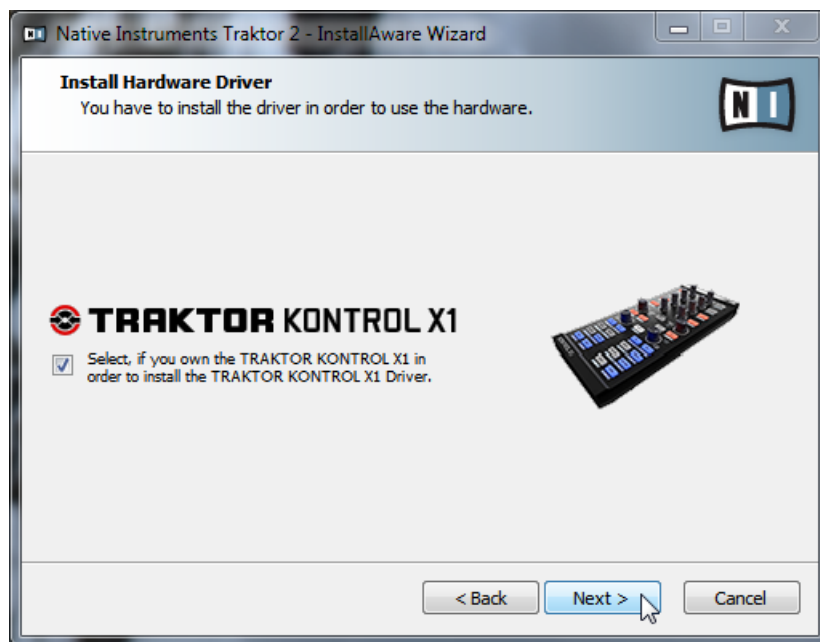 Native Instruments Traktor 2 - InstallAware Wizard
Install Hardware Driver
You have to install the driver in order to use the hardware.
N I
TRAKTOR KONTROL X1
Select, if you own the TRAKTOR KONTROL X1 in
order to install the TRAKTOR KONTROL X1 Driver.
< Back
Next >
Cancel